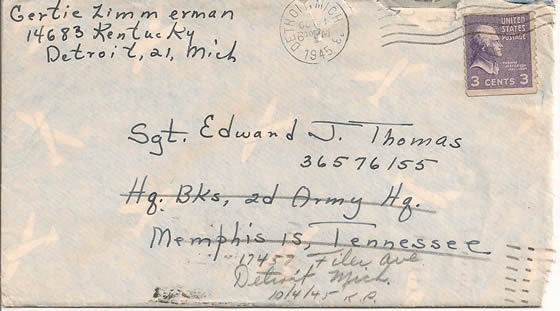 Gertie Zimmerman
14683 Kentucky
Detroit, 21, Mich
DETROIT, MICH.
1945
UNITED
STATES
POSTAGE
3 CENTS 3
Sgt. Edward J. Thomas
36576155
Hq. Bks, 2d Army Hq.
Memphis 15, Tennessee
17457 Filer Ave
Detroit Mich.
10/4/45 K.P.